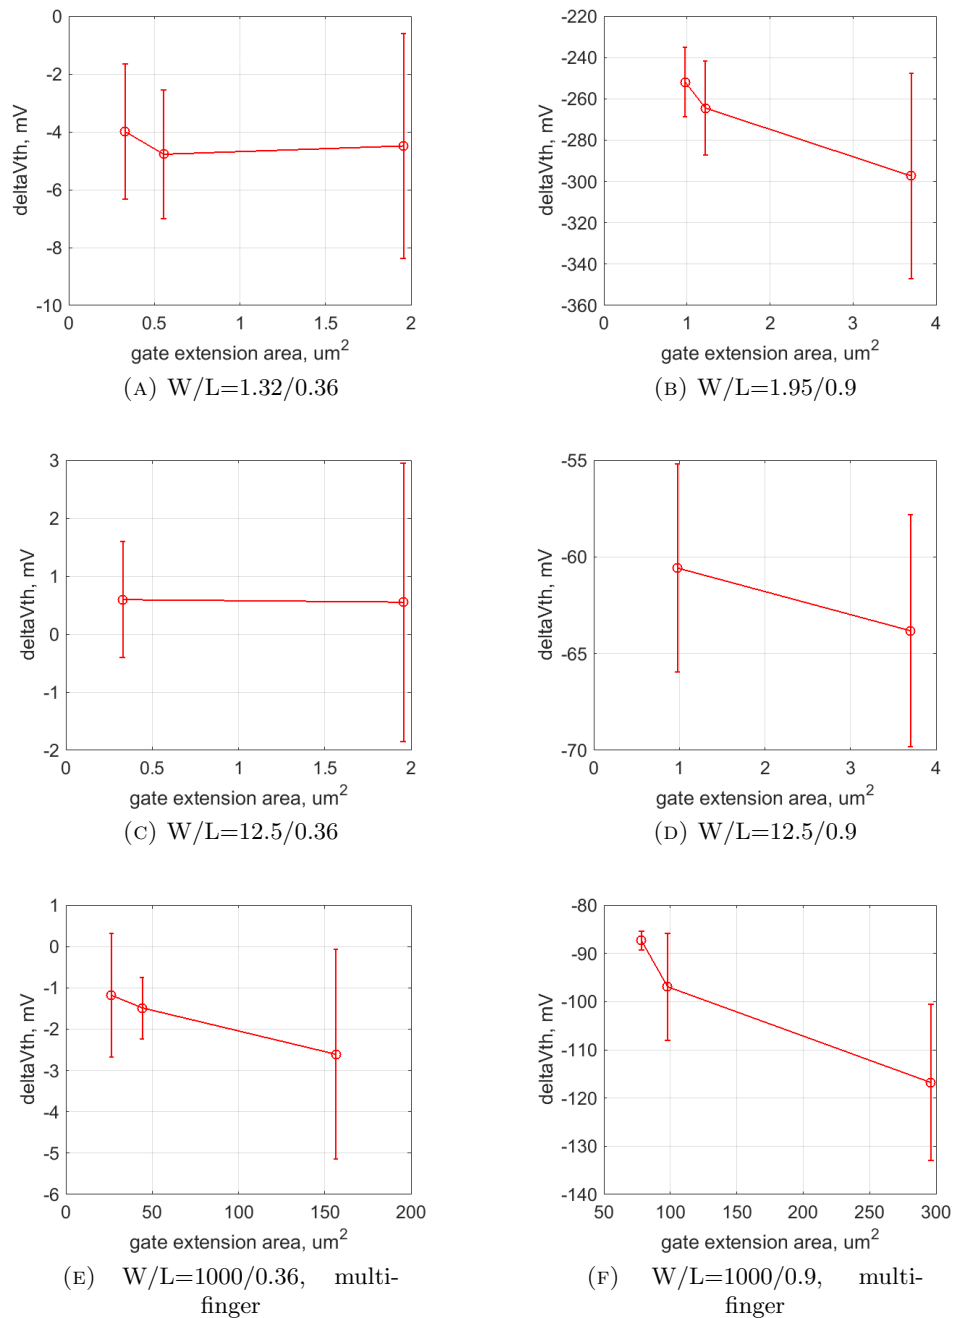 0
-2
-4
-6
-8
-10
deltaVth, mV
0 0.5 1 1.5 2
gate extension area, um²
(A) W/L=1.32/0.36
-220
-240
-260
-280
-300
-320
-340
-360
deltaVth, mV
0 1 2 3 4
gate extension area, um²
(B) W/L=1.95/0.9
3
2
1
0
-1
-2
deltaVth, mV
0 0.5 1 1.5 2
gate extension area, um²
(C) W/L=12.5/0.36
-55
-60
-65
-70
deltaVth, mV
0 1 2 3 4
gate extension area, um²
(D) W/L=12.5/0.9
1
0
-1
-2
-3
-4
-5
-6
deltaVth, mV
0 50 100 150 200
gate extension area, um²
(E) W/L=1000/0.36, multi-
finger
-80
-90
-100
-110
-120
-130
-140
deltaVth, mV
50 100 150 200 250 300
gate extension area, um²
(F) W/L=1000/0.9, multi-
finger